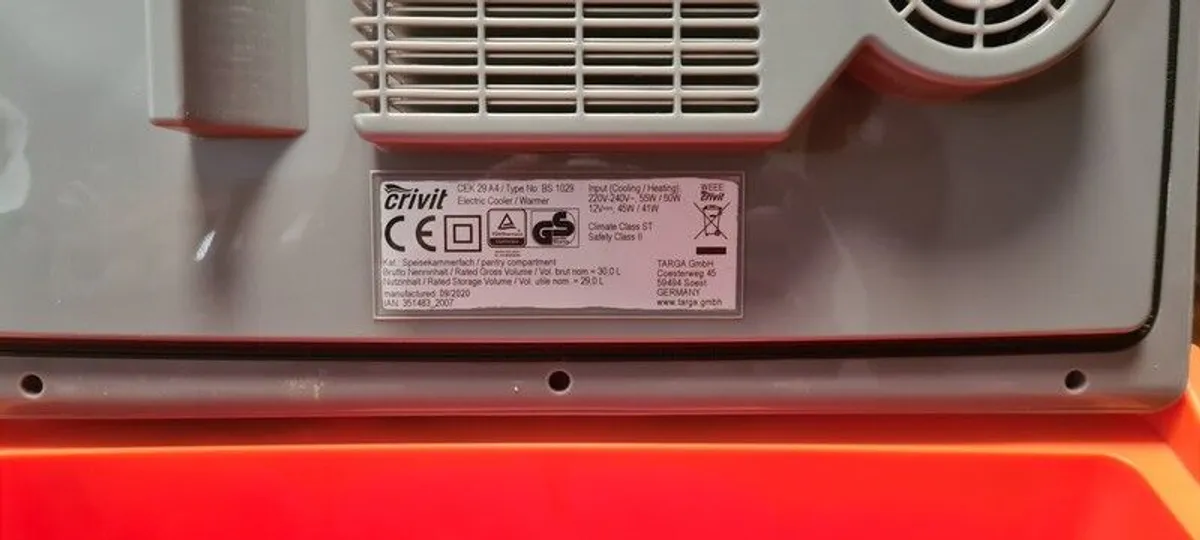 crivit
CEK 29 A4 / Type No: BS 1029
Electric Cooler / Warmer
Input (Cooling / Heating):
220V-240V~, 55W / 50W
12V⎓, 45W / 41W
Climate Class ST
Safety Class II
WEEE
crivit
CE
GS
Kat.: Speisekammerfach / pantry compartment
Brutto Nenninhalt / Rated Gross Volume / Vol. brut nom = 30,0 L
Nutzinhalt / Rated Storage Volume / Vol. utile nom. = 29,0 L
manufactured: 09/2020
IAN: 351483_2007
TARGA GmbH
Coesterweg 45
59494 Soest
GERMANY
www.targa.gmbh